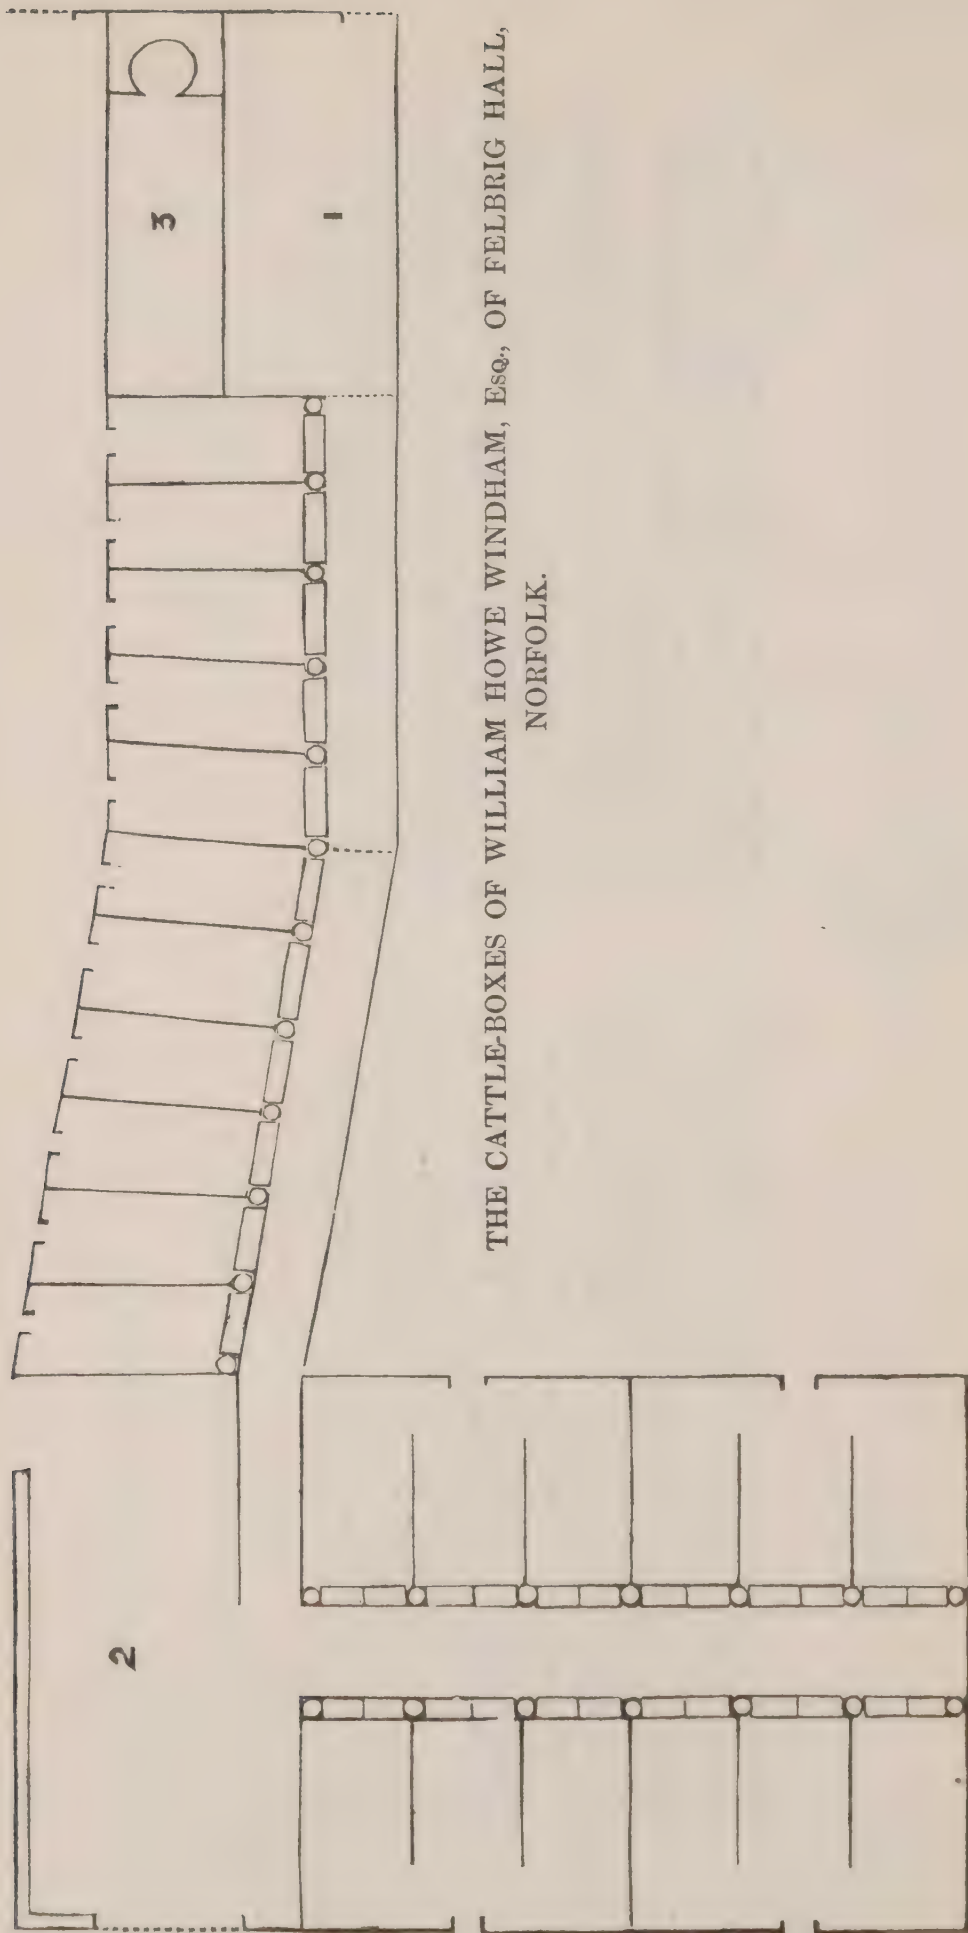 3
1
2
THE CATTLE-BOXES OF WILLIAM HOWE WINDHAM, Esq., OF FELBRIG HALL,
NORFOLK.